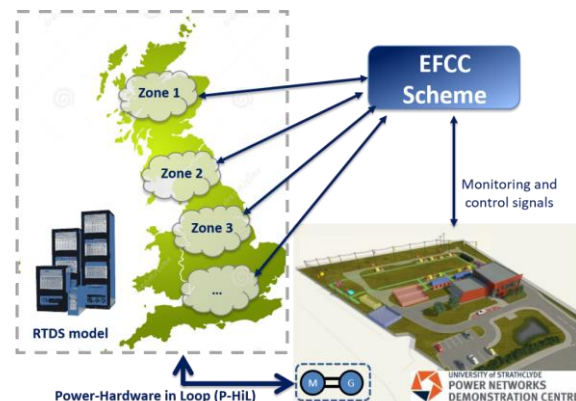 Zone 1
EFCC
Scheme
Zone 2
Monitoring and
control signals
Zone 3
...
RTDS model
M
G
Power-Hardware in Loop (P-HiL)
UNIVERSITY OF STRATHCLYDE
POWER NETWORKS
DEMONSTRATION CENTRE